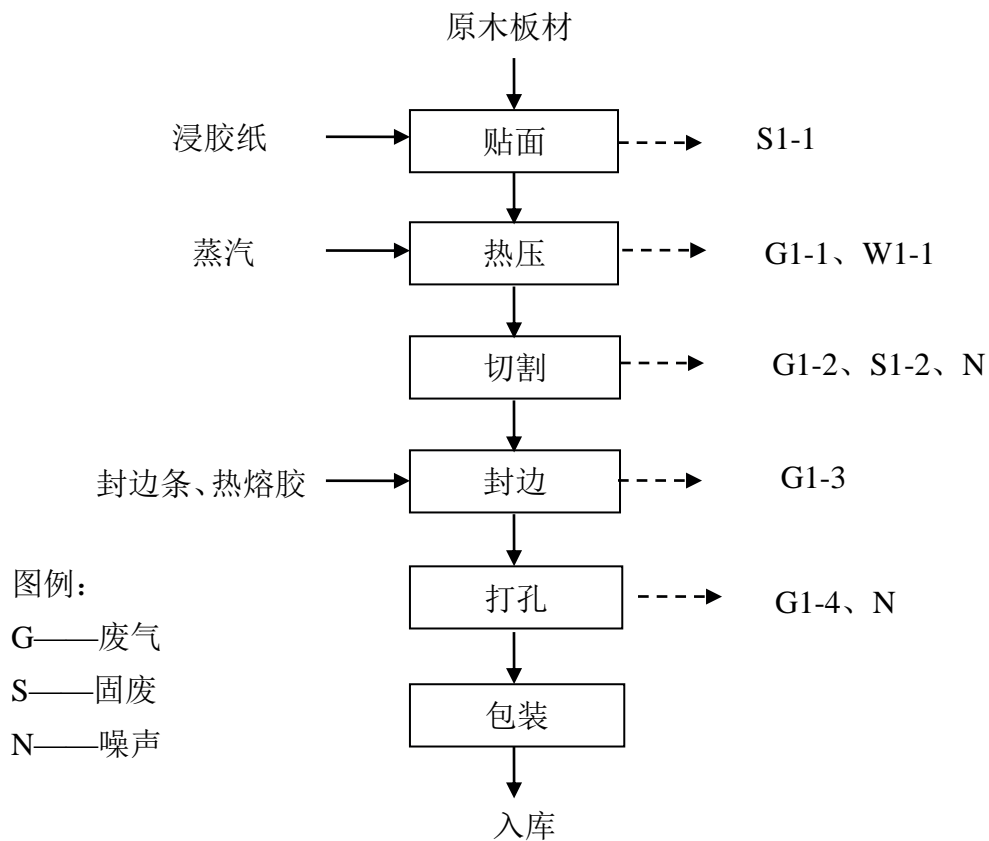 原木板材
浸胶纸
贴面
S1-1
蒸汽
热压
G1-1、W1-1
切割
G1-2、S1-2、N
封边条、热熔胶
封边
G1-3
图例：
打孔
G1-4、N
G——废气
S——固废
包装
N——噪声
入库